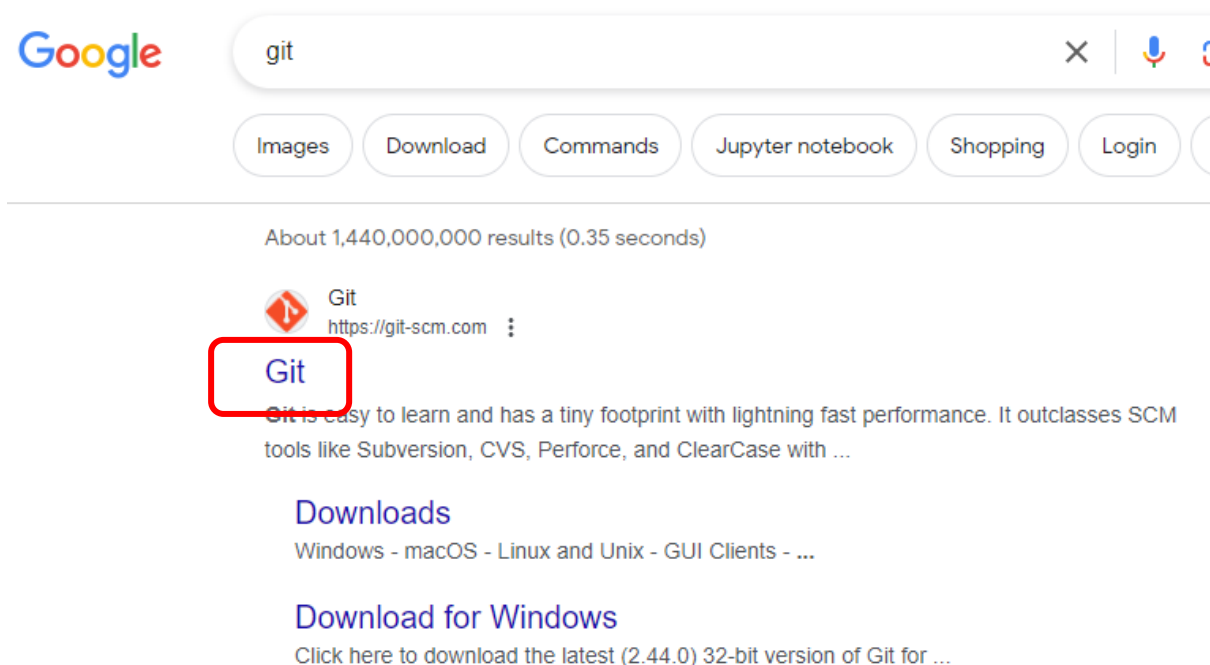 Google
git
Images
Download
Commands
Jupyter notebook
Shopping
Login
About 1,440,000,000 results (0.35 seconds)
Git
https://git-scm.com
Git
Git is easy to learn and has a tiny footprint with lightning fast performance. It outclasses SCM
tools like Subversion, CVS, Perforce, and ClearCase with ...
Downloads
Windows - macOS - Linux and Unix - GUI Clients - ...
Download for Windows
Click here to download the latest (2.44.0) 32-bit version of Git for ...